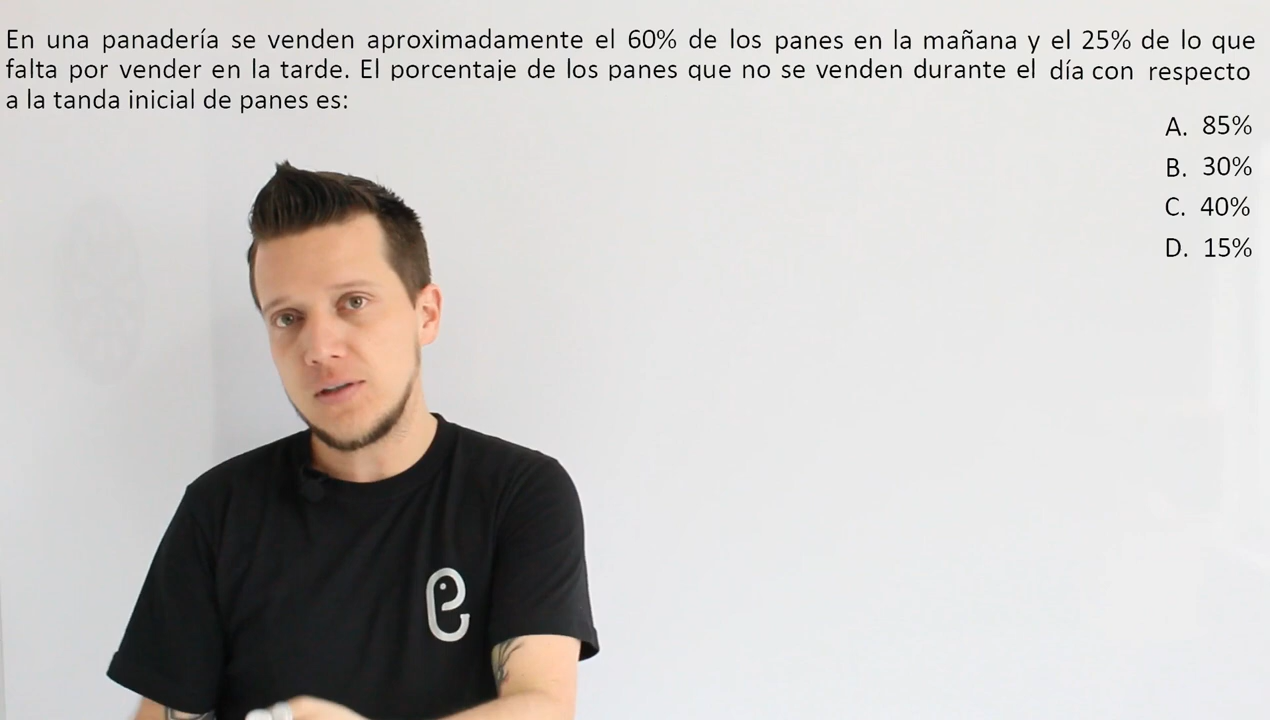 En una panadería se venden aproximadamente el 60% de los panes en la mañana y el 25% de lo que
falta por vender en la tarde. El porcentaje de los panes que no se venden durante el día con respecto
a la tanda inicial de panes es:
A. 85%
B. 30%
C. 40%
D. 15%
e